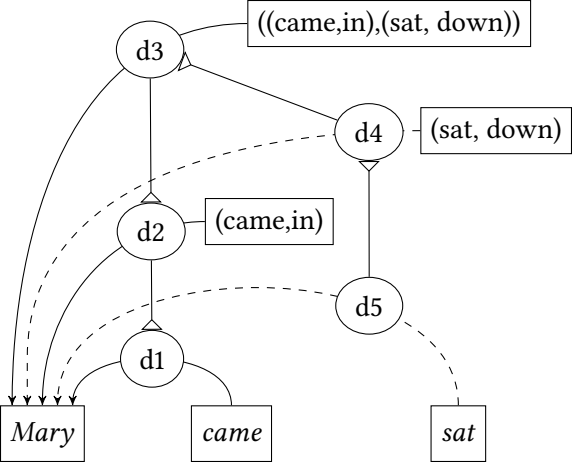 ((came,in),(sat, down))
d3
d4
(sat, down)
d2
(came,in)
d5
d1
Mary
came
sat